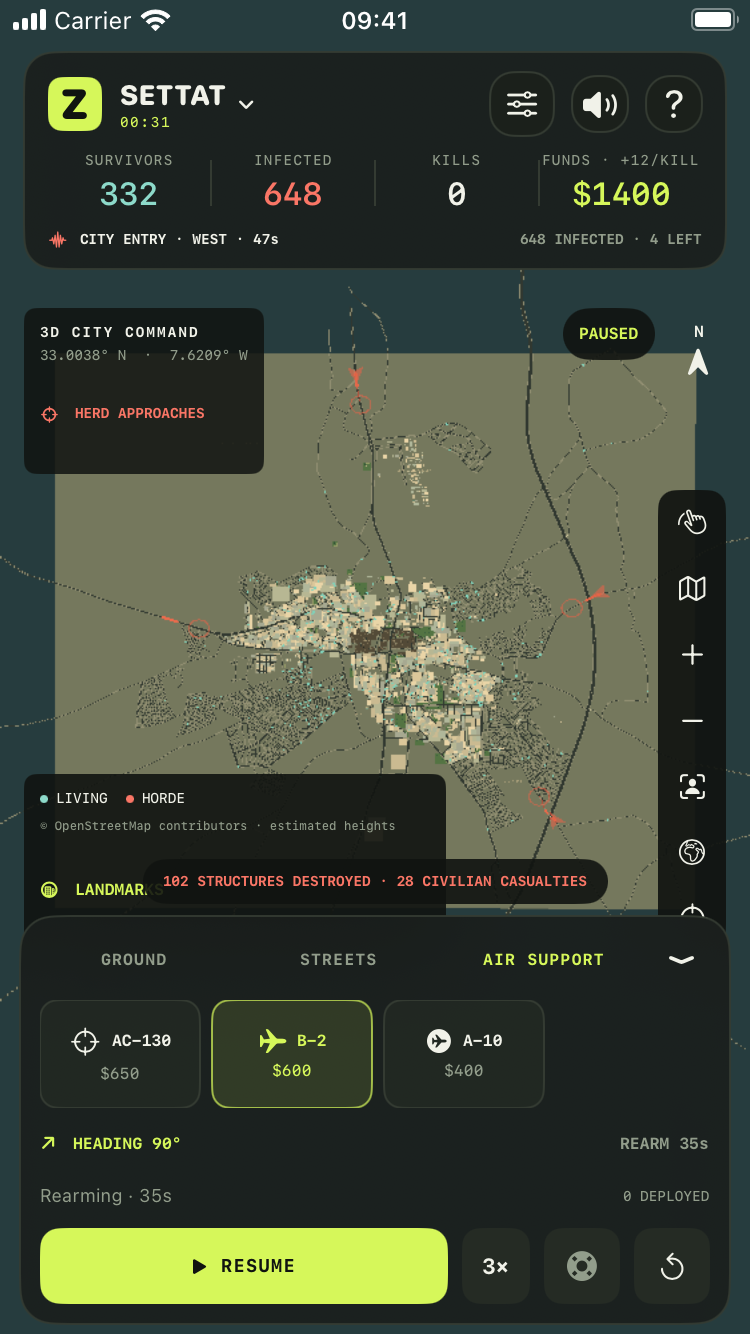 Carrier 09:41
Z SETTAT
00:31
?
SURVIVORS INFECTED KILLS FUNDS · +12/KILL
332 648 0 $1400
CITY ENTRY · WEST · 47s 648 INFECTED · 4 LEFT
3D CITY COMMAND
33.0038° N · 7.6209° W
HERD APPROACHES
PAUSED
N
LIVING HORDE
© OpenStreetMap contributors · estimated heights
LANDMARKS
102 STRUCTURES DESTROYED · 28 CIVILIAN CASUALTIES
GROUND STREETS AIR SUPPORT
AC-130 B-2 A-10
$650 $600 $400
HEADING 90° REARM 35s
Rearming · 35s 0 DEPLOYED
RESUME 3×